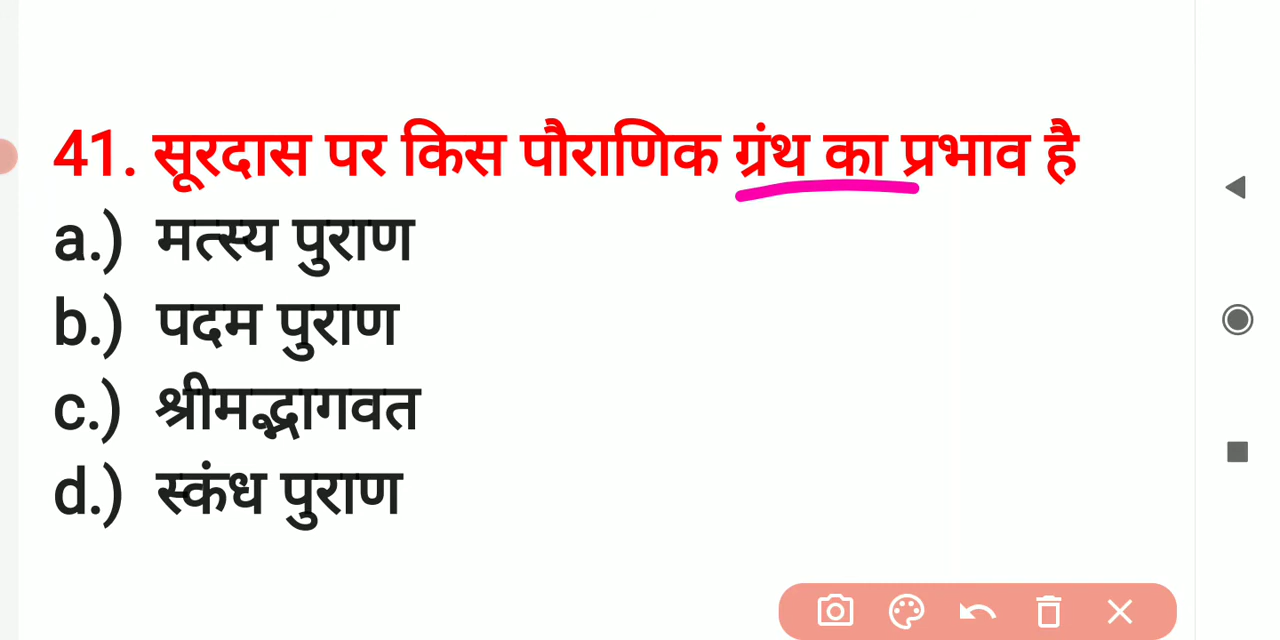 41. सूरदास पर किस पौराणिक ग्रंथ का प्रभाव है
a.) मत्स्य पुराण
b.) पदम पुराण
c.) श्रीमद्भागवत
d.) स्कंध पुराण